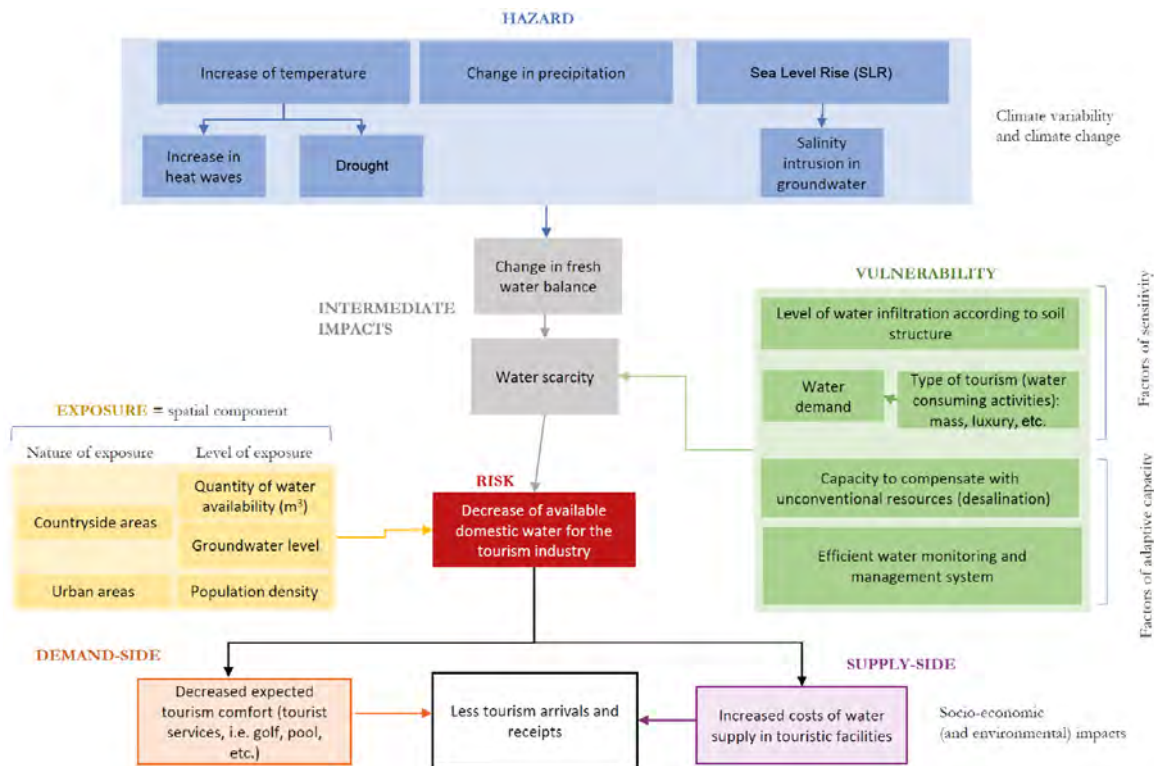 HAZARD
Increase of temperature
Change in precipitation
Sea Level Rise (SLR)
Increase in
heat waves
Drought
Salinity
intrusion in
groundwater
Climate variability
and climate change
Change in fresh
water balance
INTERMEDIATE
IMPACTS
Water scarcity
VULNERABILITY
Level of water infiltration according to soil
structure
Water
demand
Type of tourism (water
consuming activities):
mass, luxury, etc.
Factors of sensitivity
Capacity to compensate with
unconventional resources (desalination)
Efficient water monitoring and
management system
Factors of adaptive capacity
EXPOSURE = spatial component
Nature of exposure
Level of exposure
Countryside areas
Quantity of water
availability (m³)
Groundwater level
Urban areas
Population density
RISK
Decrease of available
domestic water for the
tourism industry
DEMAND-SIDE
Decreased expected
tourism comfort (tourist
services, i.e. golf, pool,
etc.)
Less tourism arrivals and
receipts
SUPPLY-SIDE
Increased costs of water
supply in touristic facilities
Socio-economic
(and environmental) impacts